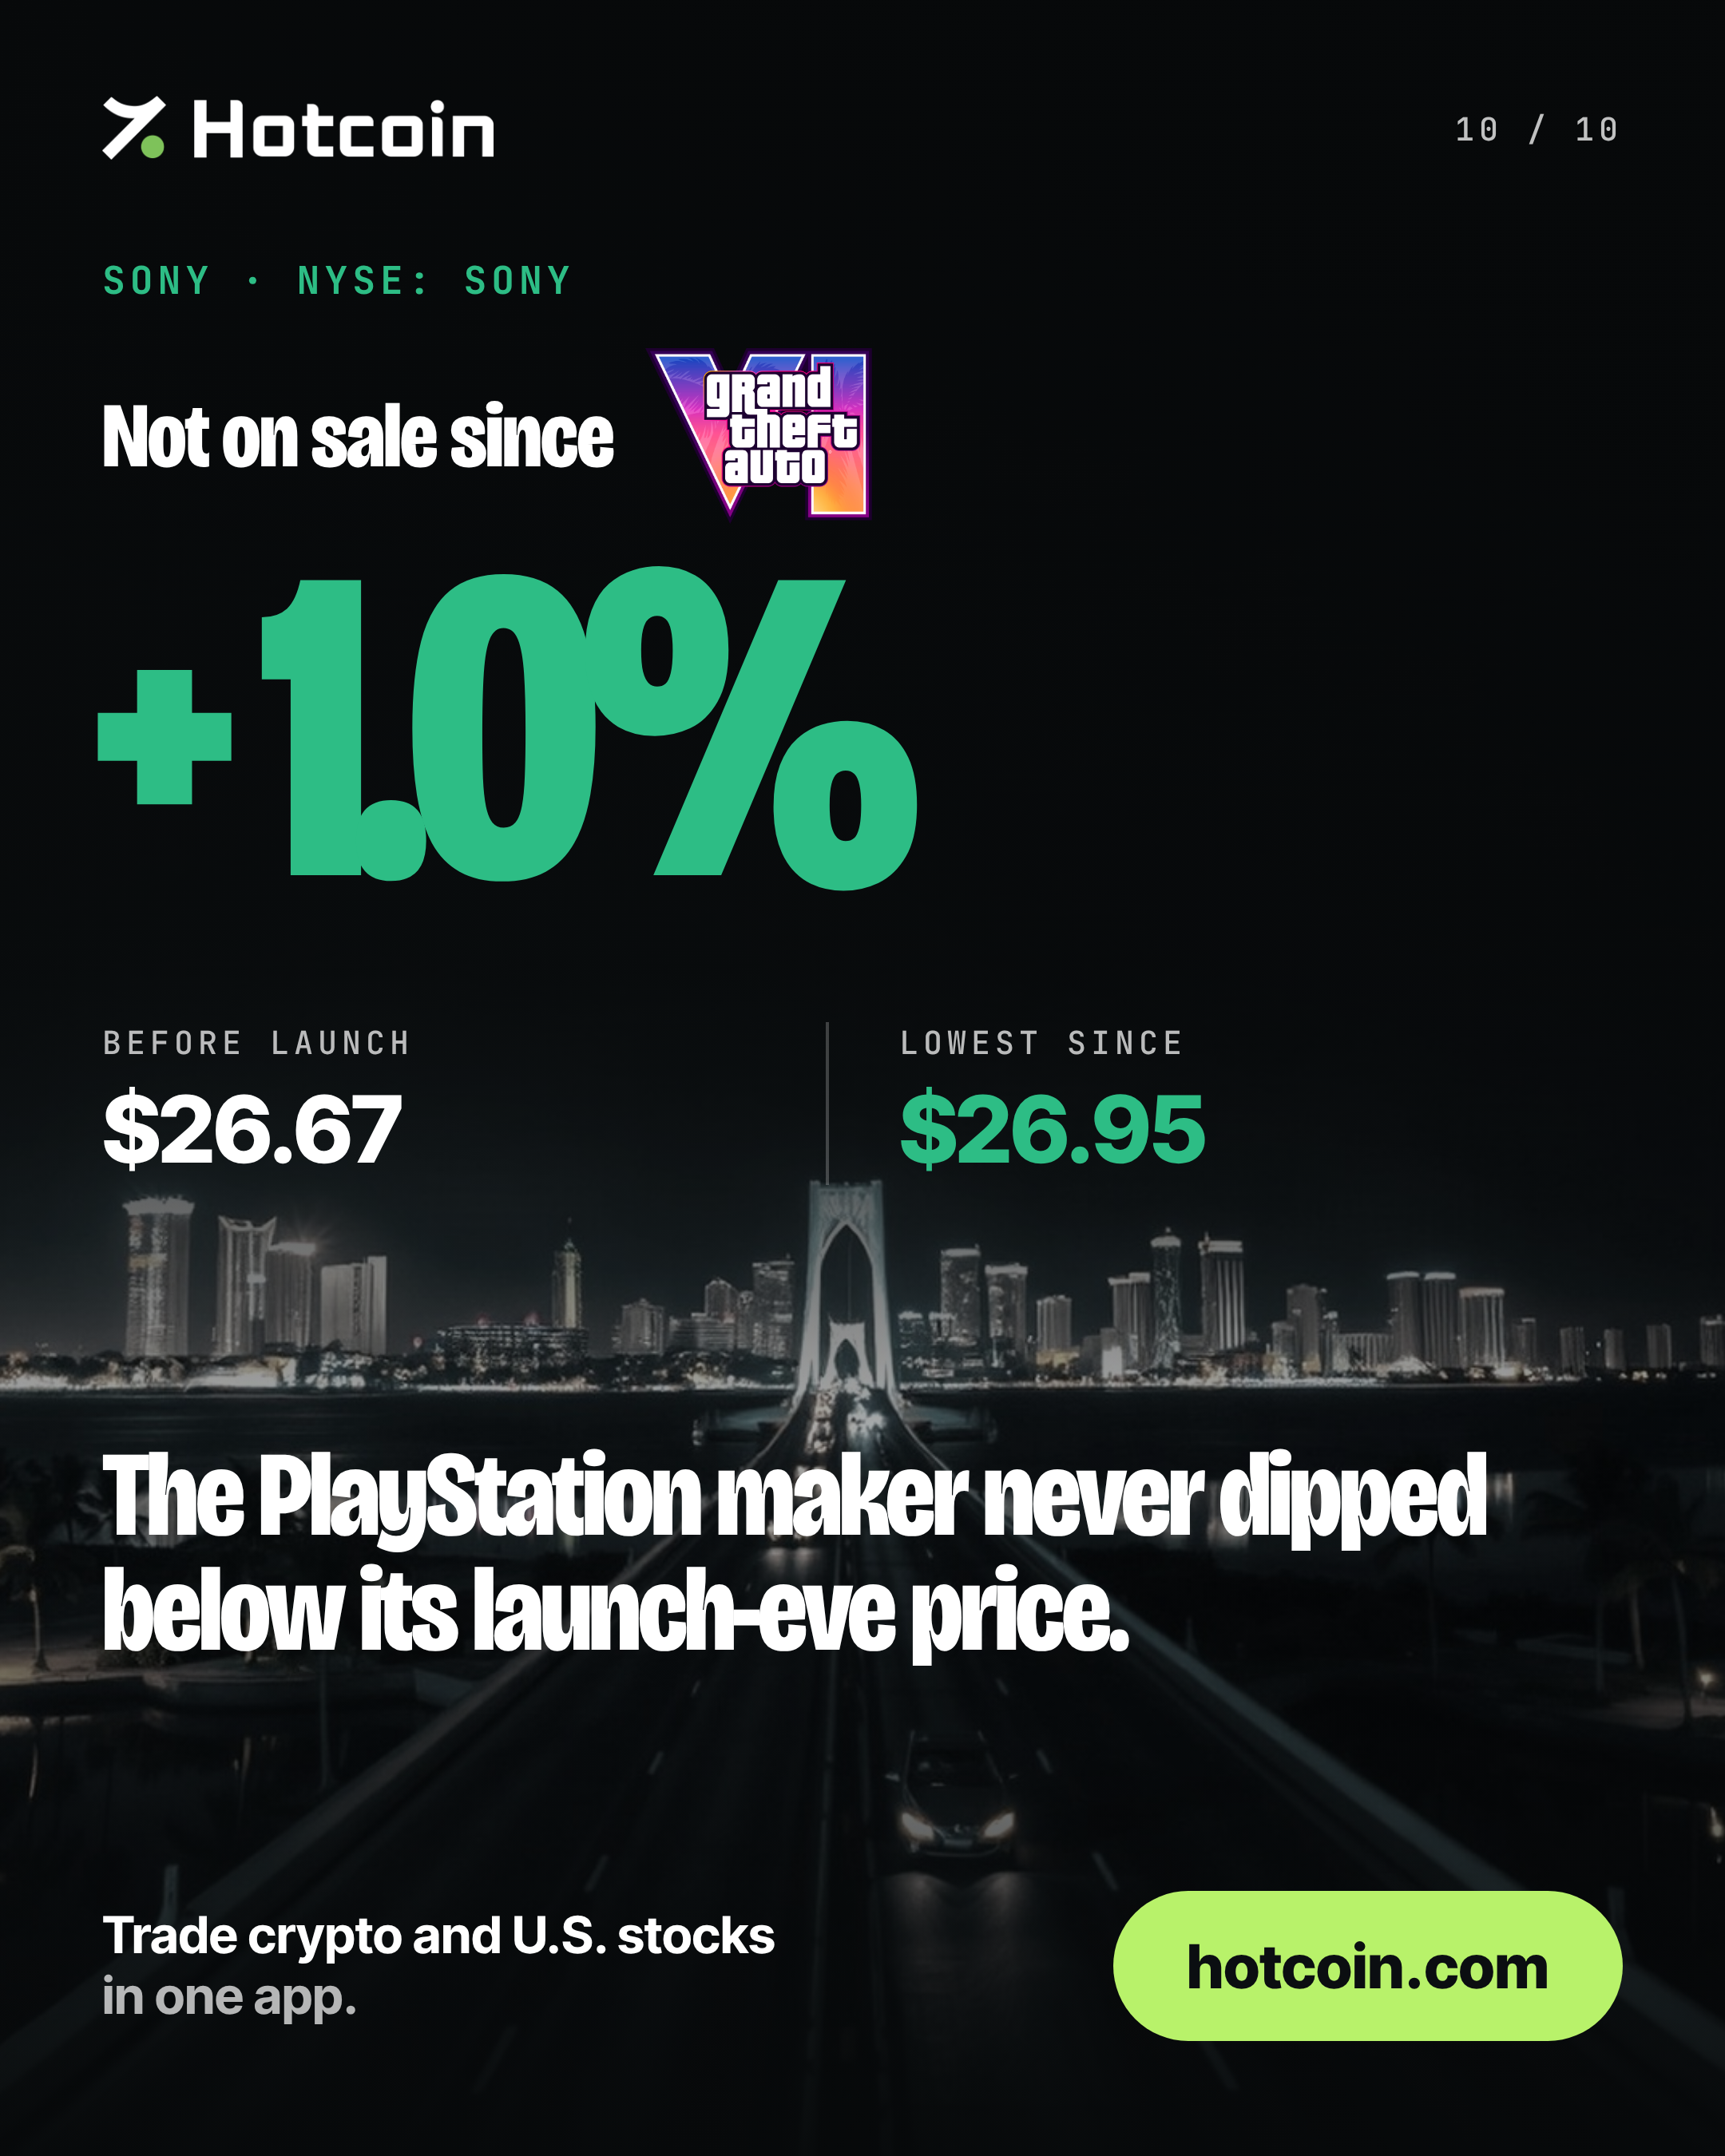 Hotcoin
10 / 10
SONY · NYSE: SONY
Not on sale since
VI
grand
theft
auto
+1.0%
BEFORE LAUNCH
LOWEST SINCE
$26.67
$26.95
The PlayStation maker never dipped
below its launch-eve price.
Trade crypto and U.S. stocks
in one app.
hotcoin.com